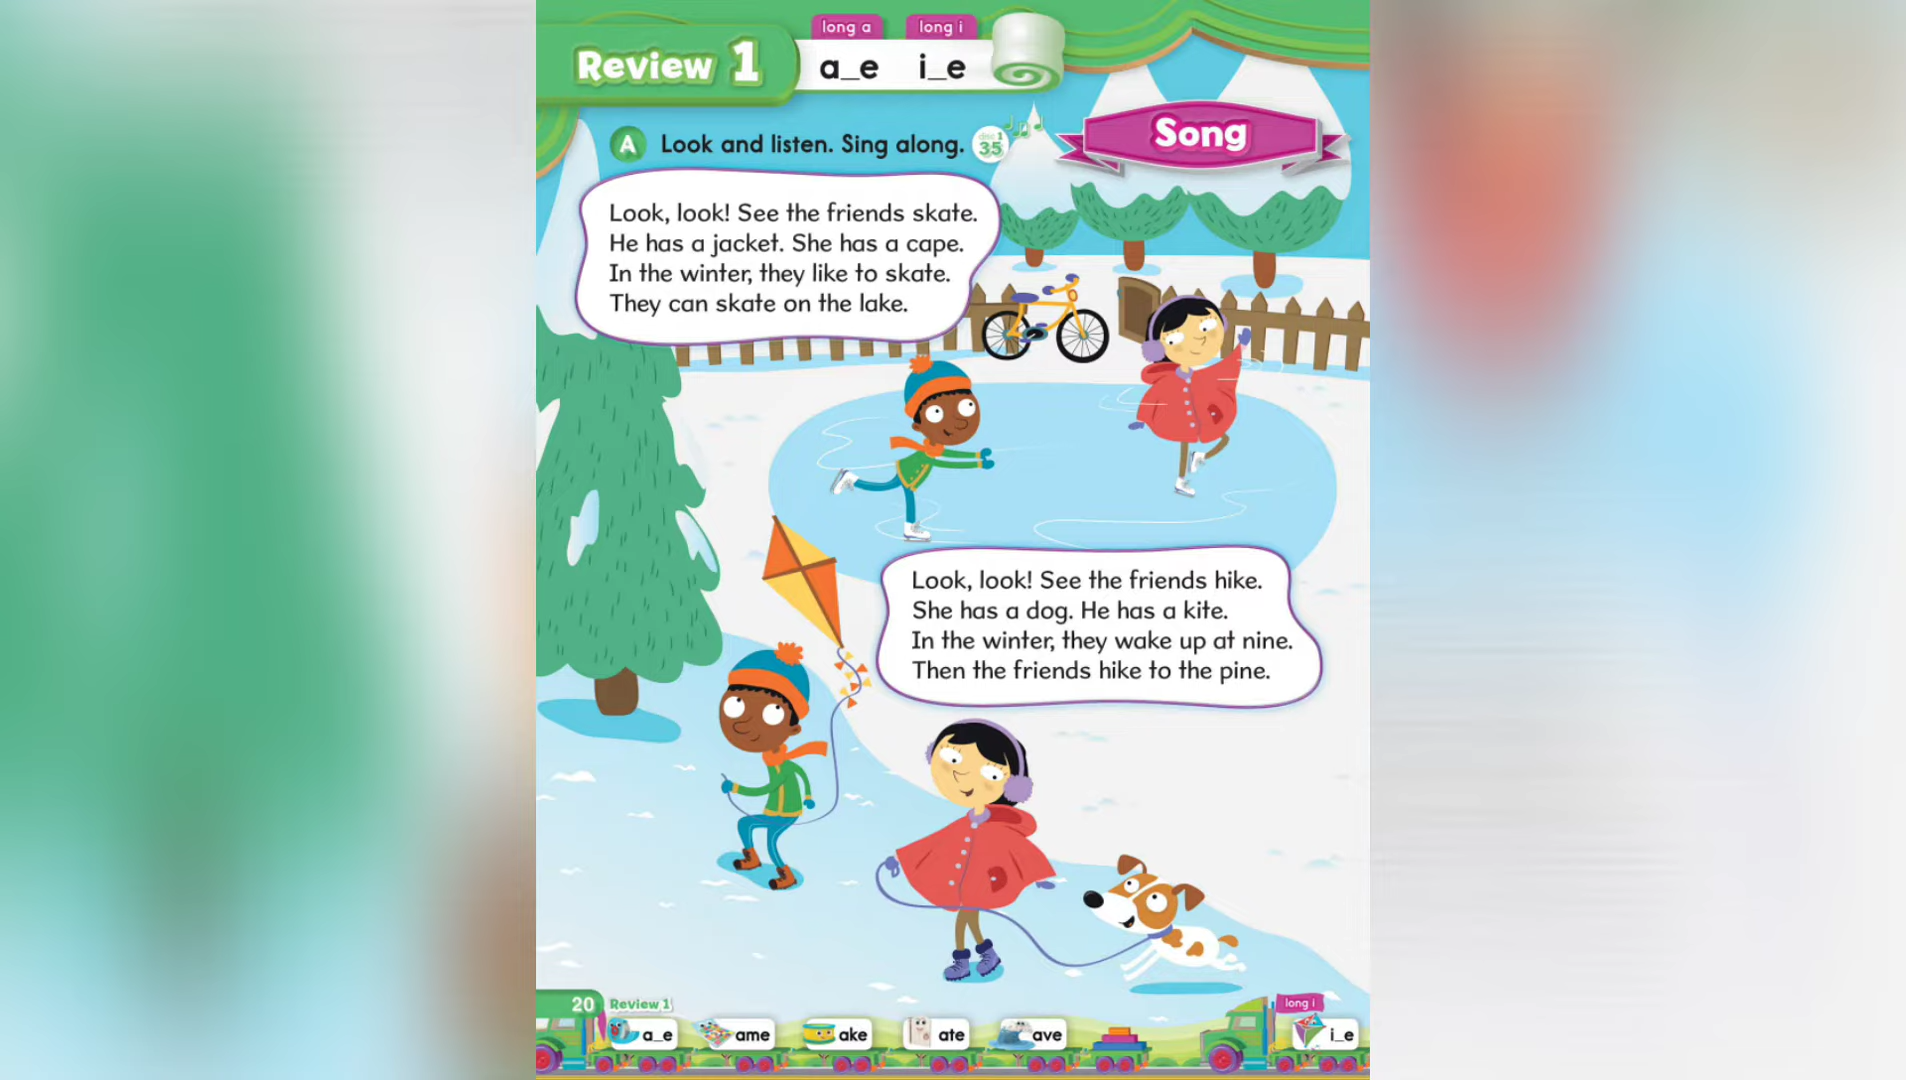 long a long i
Review 1 a_e i_e
A Look and listen. Sing along. disc 1 35
Song
Look, look! See the friends skate.
He has a jacket. She has a cape.
In the winter, they like to skate.
They can skate on the lake.
Look, look! See the friends hike.
She has a dog. He has a kite.
In the winter, they wake up at nine.
Then the friends hike to the pine.
20 Review 1 long i
a_e ame ake ate ave i_e